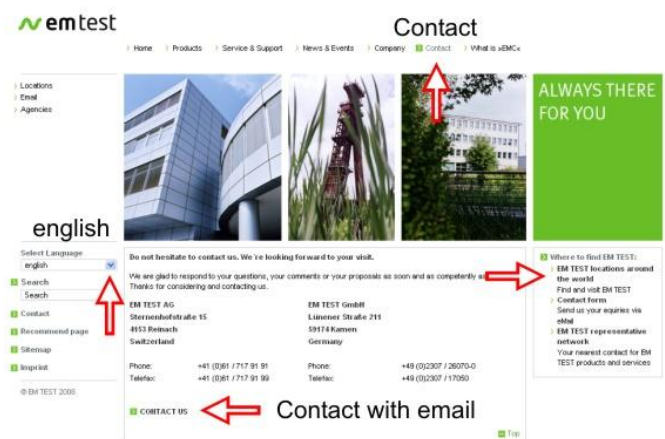 em test
Contact
Home Products Service & Support News & Events Company Contact What is »EMC«
Locations
Email
Agencies
ALWAYS THERE
FOR YOU
english
Select Language
english
Search
Search
Contact
Recommend page
Sitemap
Imprint
© EM TEST 2008
Do not hesitate to contact us. We're looking forward to your visit.
We are glad to respond to your questions, your comments or your proposals as soon and as competently as
Thanks for considering and contacting us.
EM TEST AG
Sternenhofstraße 15
4153 Reinach
Switzerland
Phone: +41 (0)61 / 717 91 91
Telefax: +41 (0)61 / 717 91 99
EM TEST GmbH
Lünener Straße 211
59174 Kamen
Germany
Phone: +49 (0)2307 / 26070-0
Telefax: +49 (0)2307 / 17050
CONTACT US
Contact with email
Top
Where to find EM TEST:
EM TEST locations around
the world
Find and visit EM TEST
Contact form
Send us your equiries via
eMail
EM TEST representative
network
Your nearest contact for EM
TEST products and services